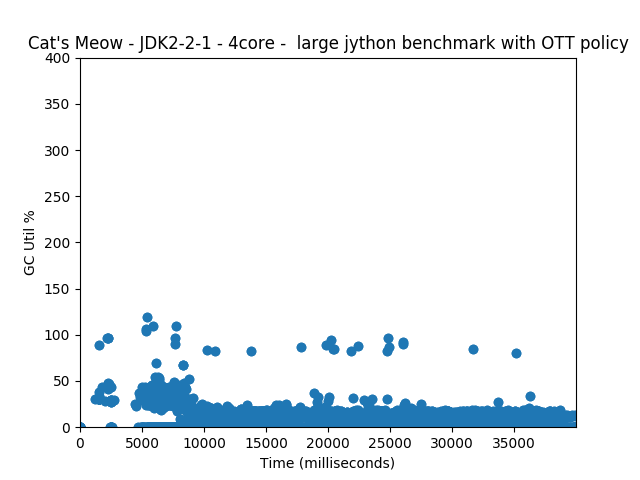 Cat's Meow - JDK2-2-1 - 4core -  large jython benchmark with OTT policy
400
350
300
250
200
150
100
50
0
GC Util %
0 5000 10000 15000 20000 25000 30000 35000
Time (milliseconds)